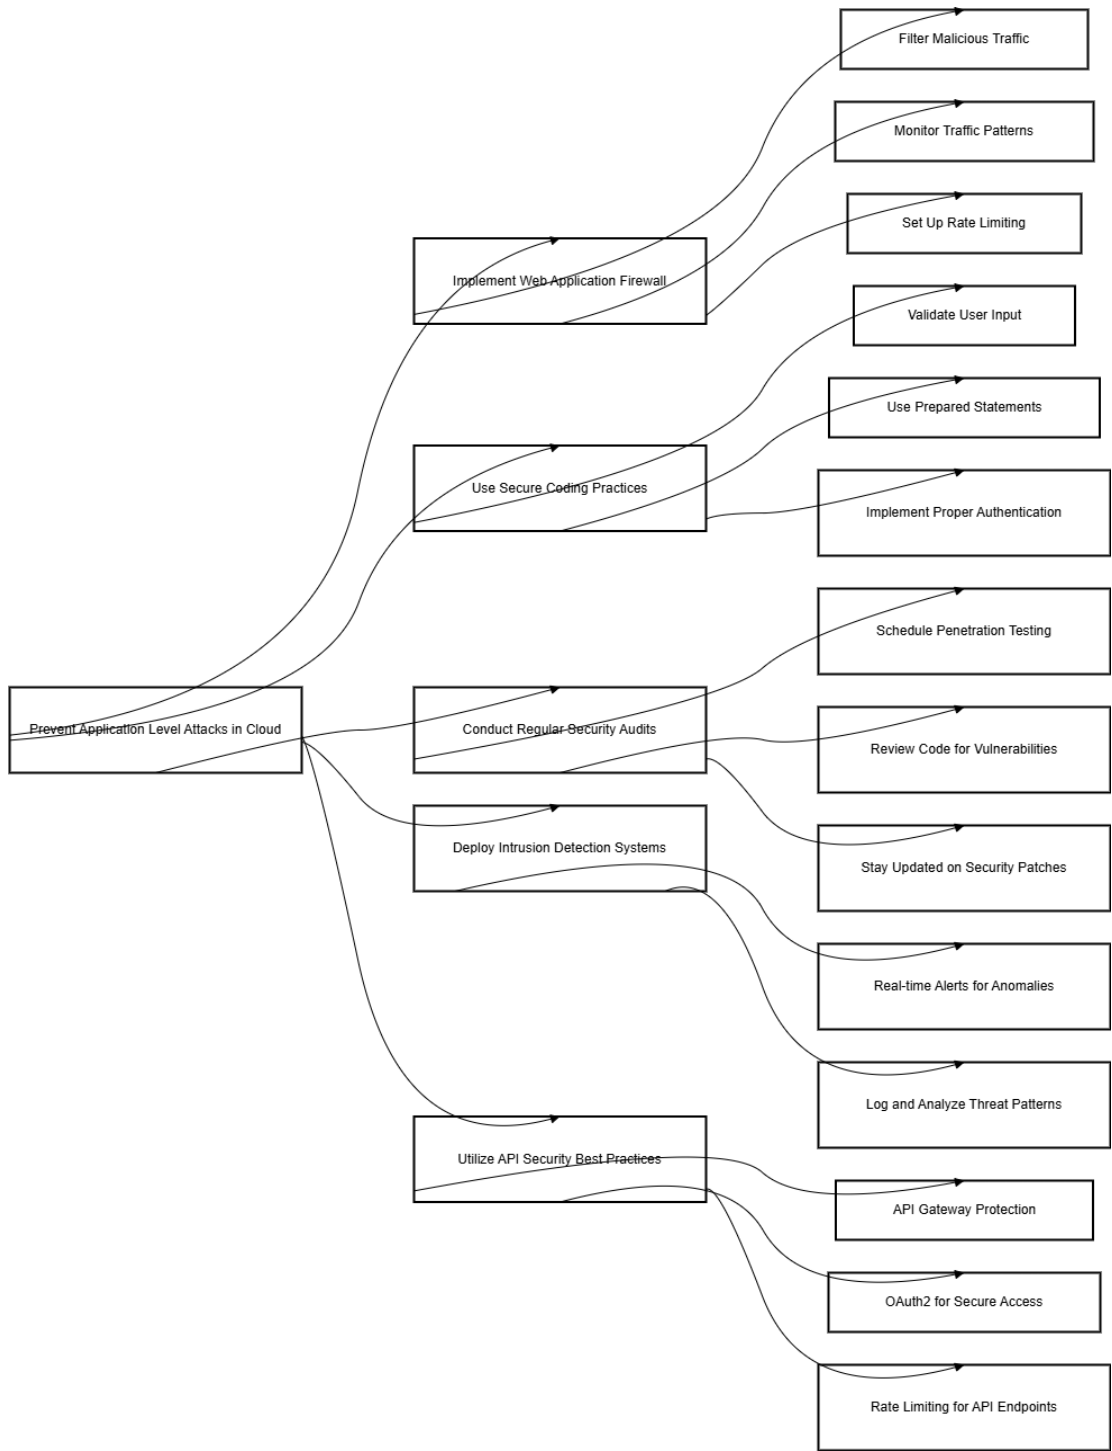 Prevent Application Level Attacks in Cloud
Implement Web Application Firewall
Use Secure Coding Practices
Conduct Regular Security Audits
Deploy Intrusion Detection Systems
Utilize API Security Best Practices
Filter Malicious Traffic
Monitor Traffic Patterns
Set Up Rate Limiting
Validate User Input
Use Prepared Statements
Implement Proper Authentication
Schedule Penetration Testing
Review Code for Vulnerabilities
Stay Updated on Security Patches
Real-time Alerts for Anomalies
Log and Analyze Threat Patterns
API Gateway Protection
OAuth2 for Secure Access
Rate Limiting for API Endpoints